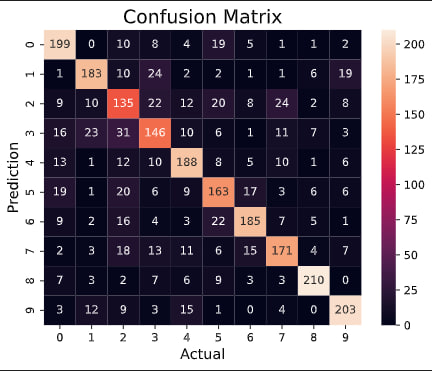 Confusion Matrix
0 199 0 10 8 4 19 5 1 1 2
1 1 183 10 24 2 2 1 1 6 19
2 9 10 135 22 12 20 8 24 2 8
3 16 23 31 146 10 6 1 11 7 3
4 13 1 12 10 188 8 5 10 1 6
5 19 1 20 6 9 163 17 3 6 6
6 9 2 16 4 3 22 185 7 5 1
7 2 3 18 13 11 6 15 171 4 7
8 7 3 2 7 6 9 3 3 210 0
9 3 12 9 3 15 1 0 4 0 203
0 1 2 3 4 5 6 7 8 9
Actual
Prediction
200
175
150
125
100
75
50
25
0